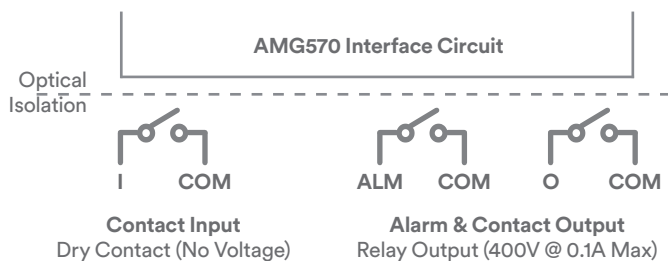 AMG570 Interface Circuit
Optical
Isolation
I COM ALM COM O COM
Contact Input Alarm & Contact Output
Dry Contact (No Voltage) Relay Output (400V @ 0.1A Max)